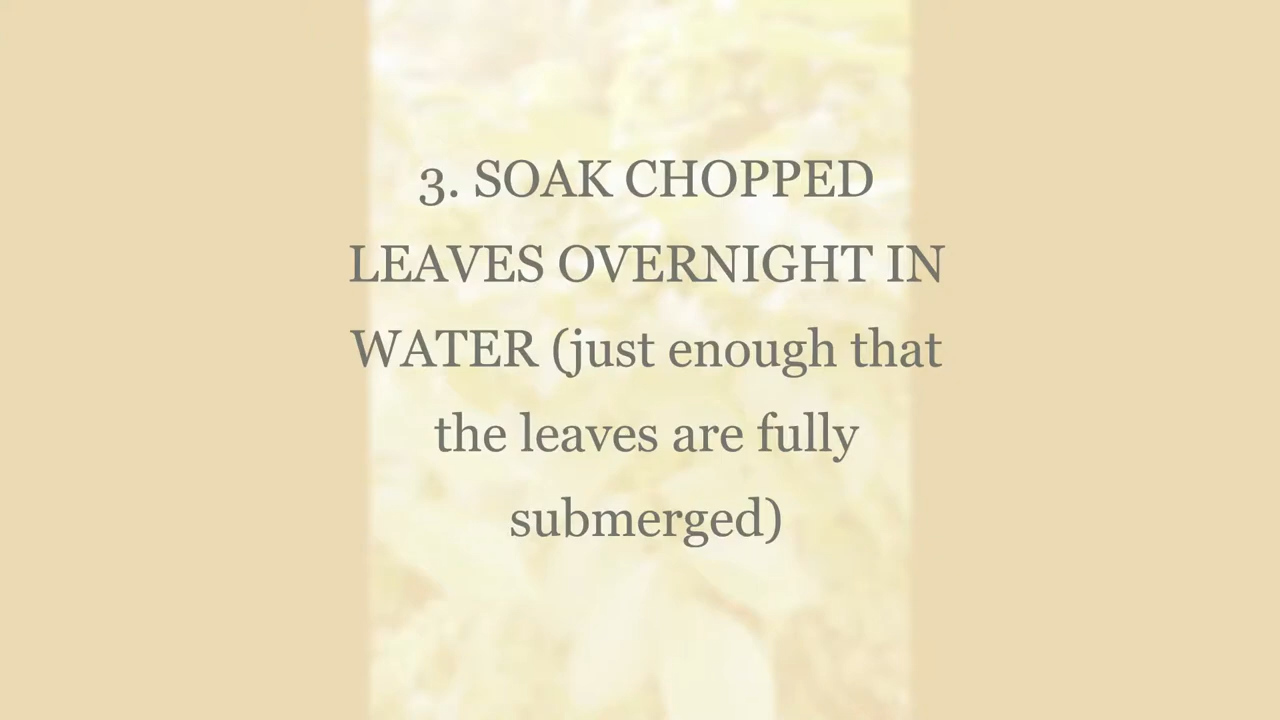 3. SOAK CHOPPED
LEAVES OVERNIGHT IN
WATER (just enough that
the leaves are fully
submerged)